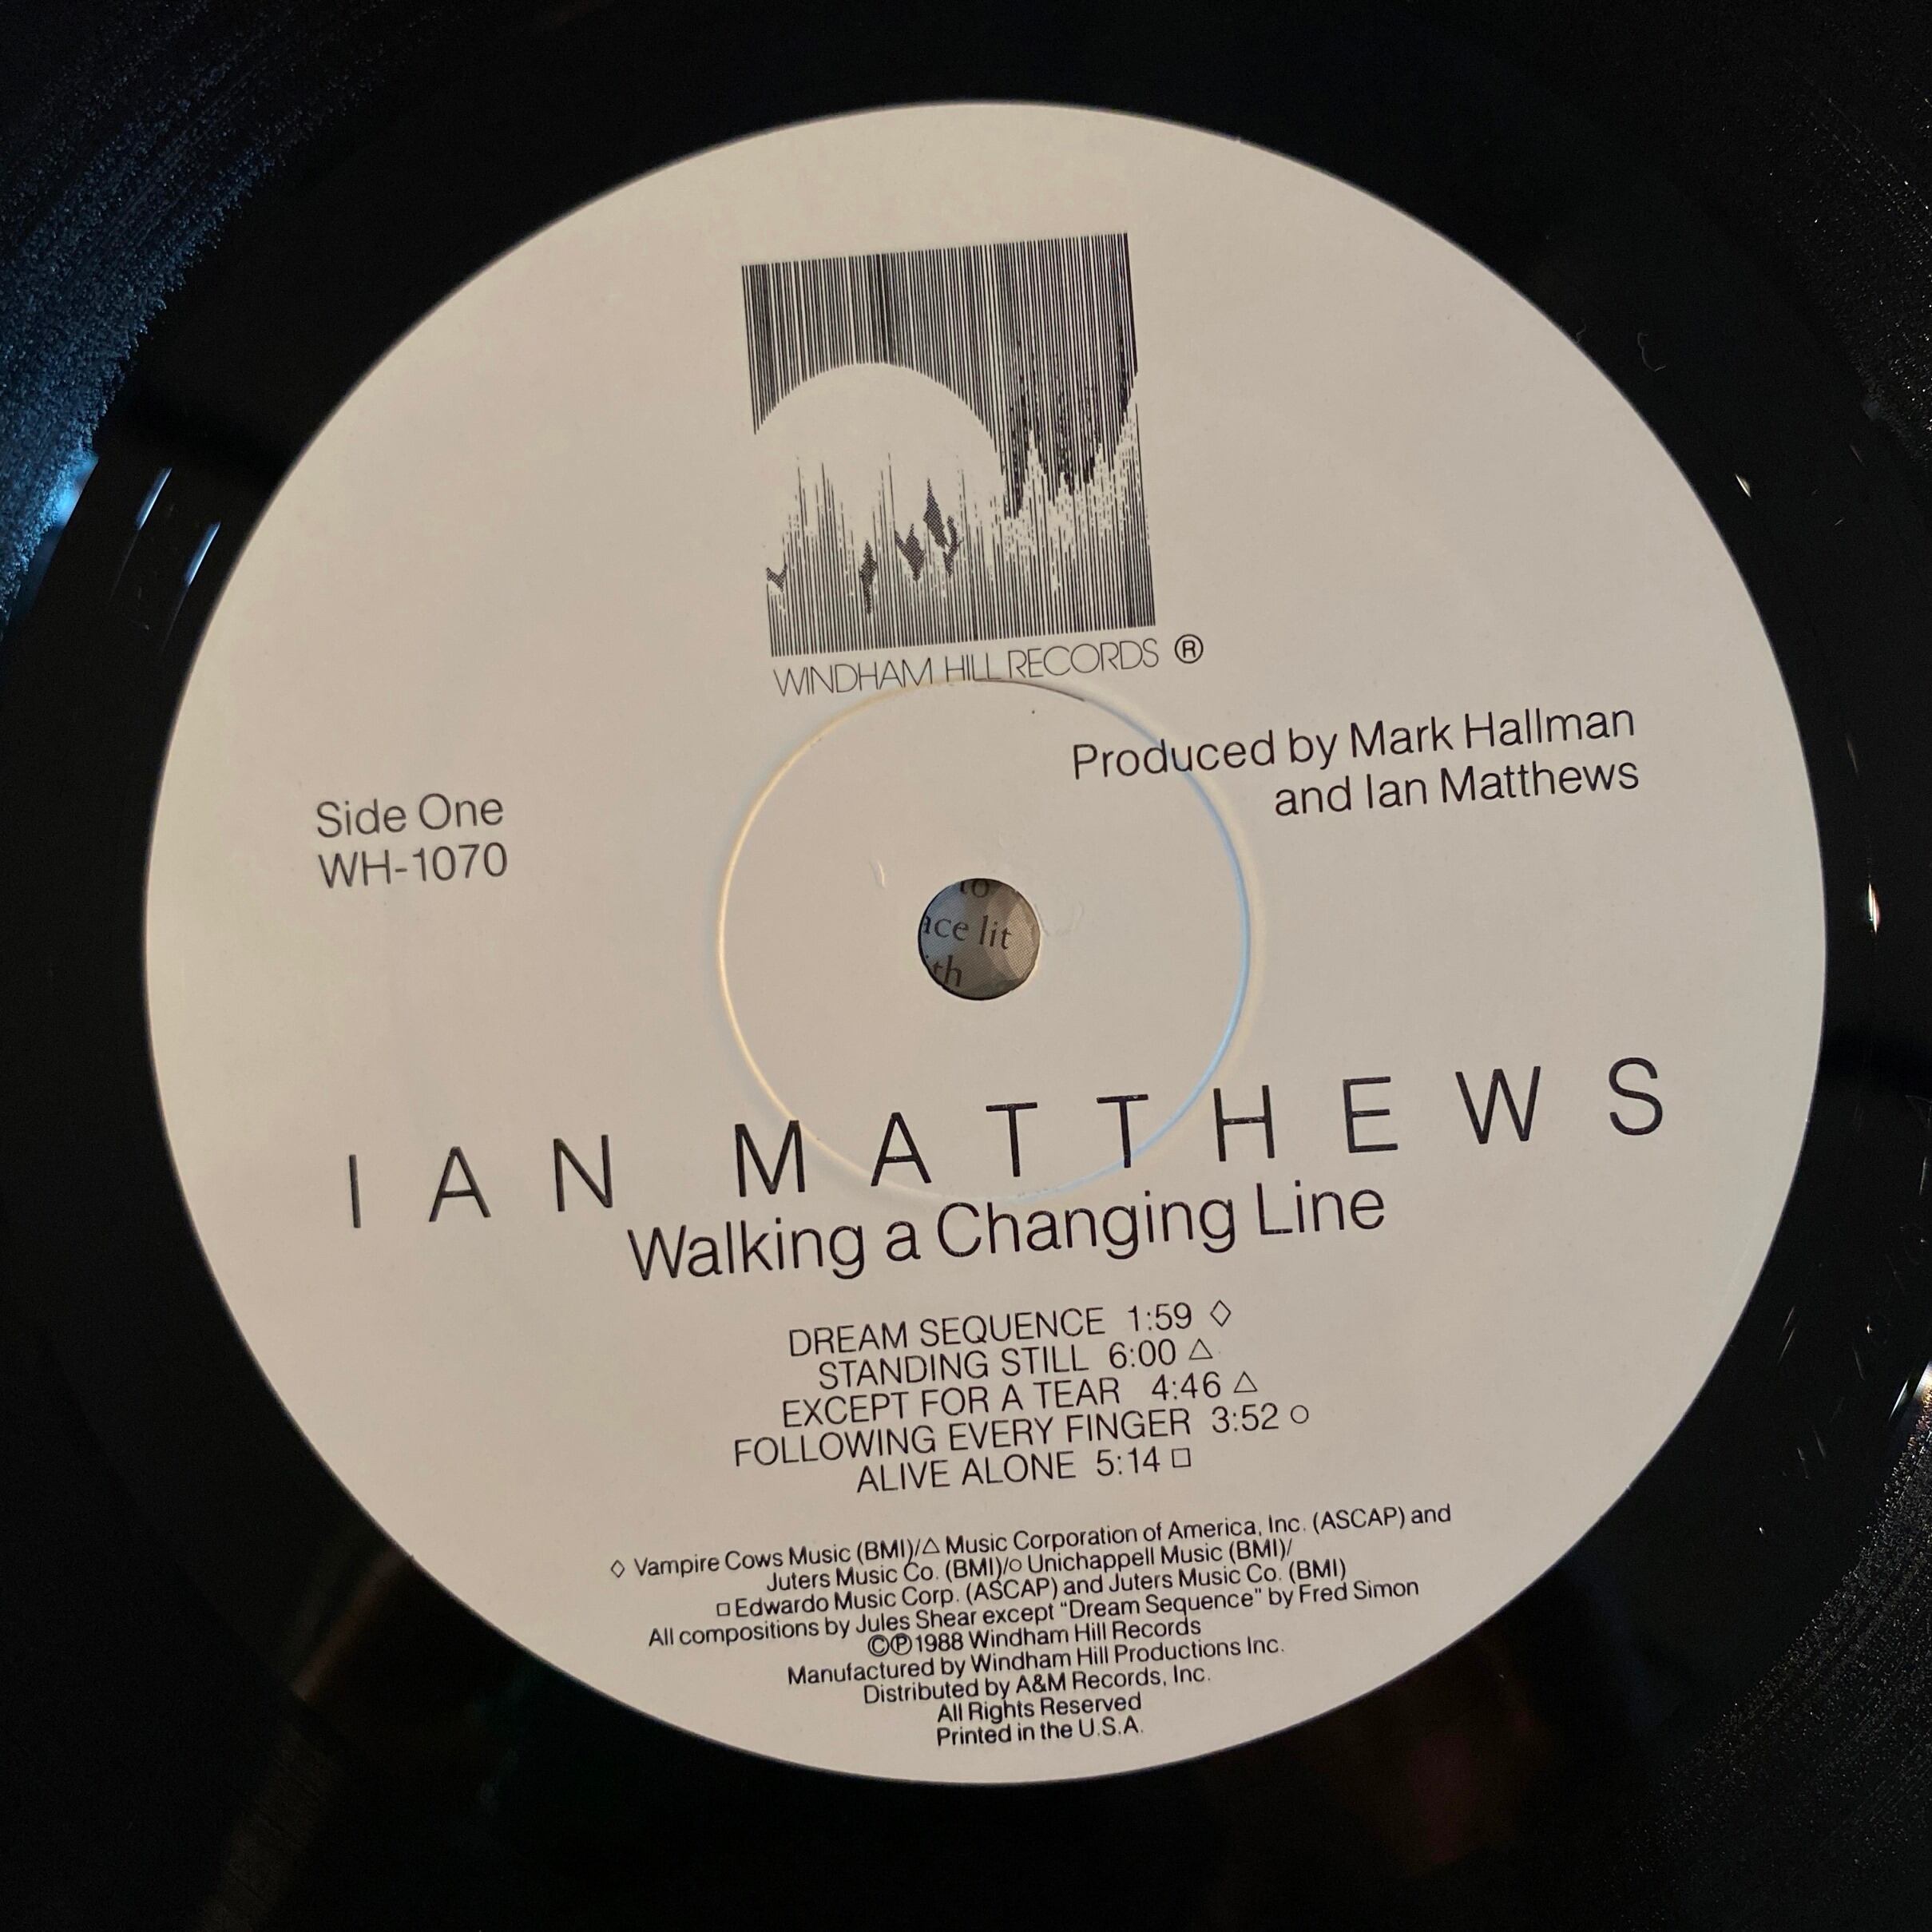 WINDHAM HILL RECORDS ®
Produced by Mark Hallman
and Ian Matthews
Side One
WH-1070
to
ace lit
ith
IAN MATTHEWS
Walking a Changing Line
DREAM SEQUENCE 1:59 ◇
STANDING STILL 6:00 △
EXCEPT FOR A TEAR 4:46 △
FOLLOWING EVERY FINGER 3:52 ○
ALIVE ALONE 5:14 □
◇ Vampire Cows Music (BMI)/△ Music Corporation of America, Inc. (ASCAP) and
Juters Music Co. (BMI)/○ Unichappell Music (BMI)/
□ Edwardo Music Corp. (ASCAP) and Juters Music Co. (BMI)
All compositions by Jules Shear except "Dream Sequence" by Fred Simon
©℗1988 Windham Hill Records
Manufactured by Windham Hill Productions Inc.
Distributed by A&M Records, Inc.
All Rights Reserved
Printed in the U.S.A.